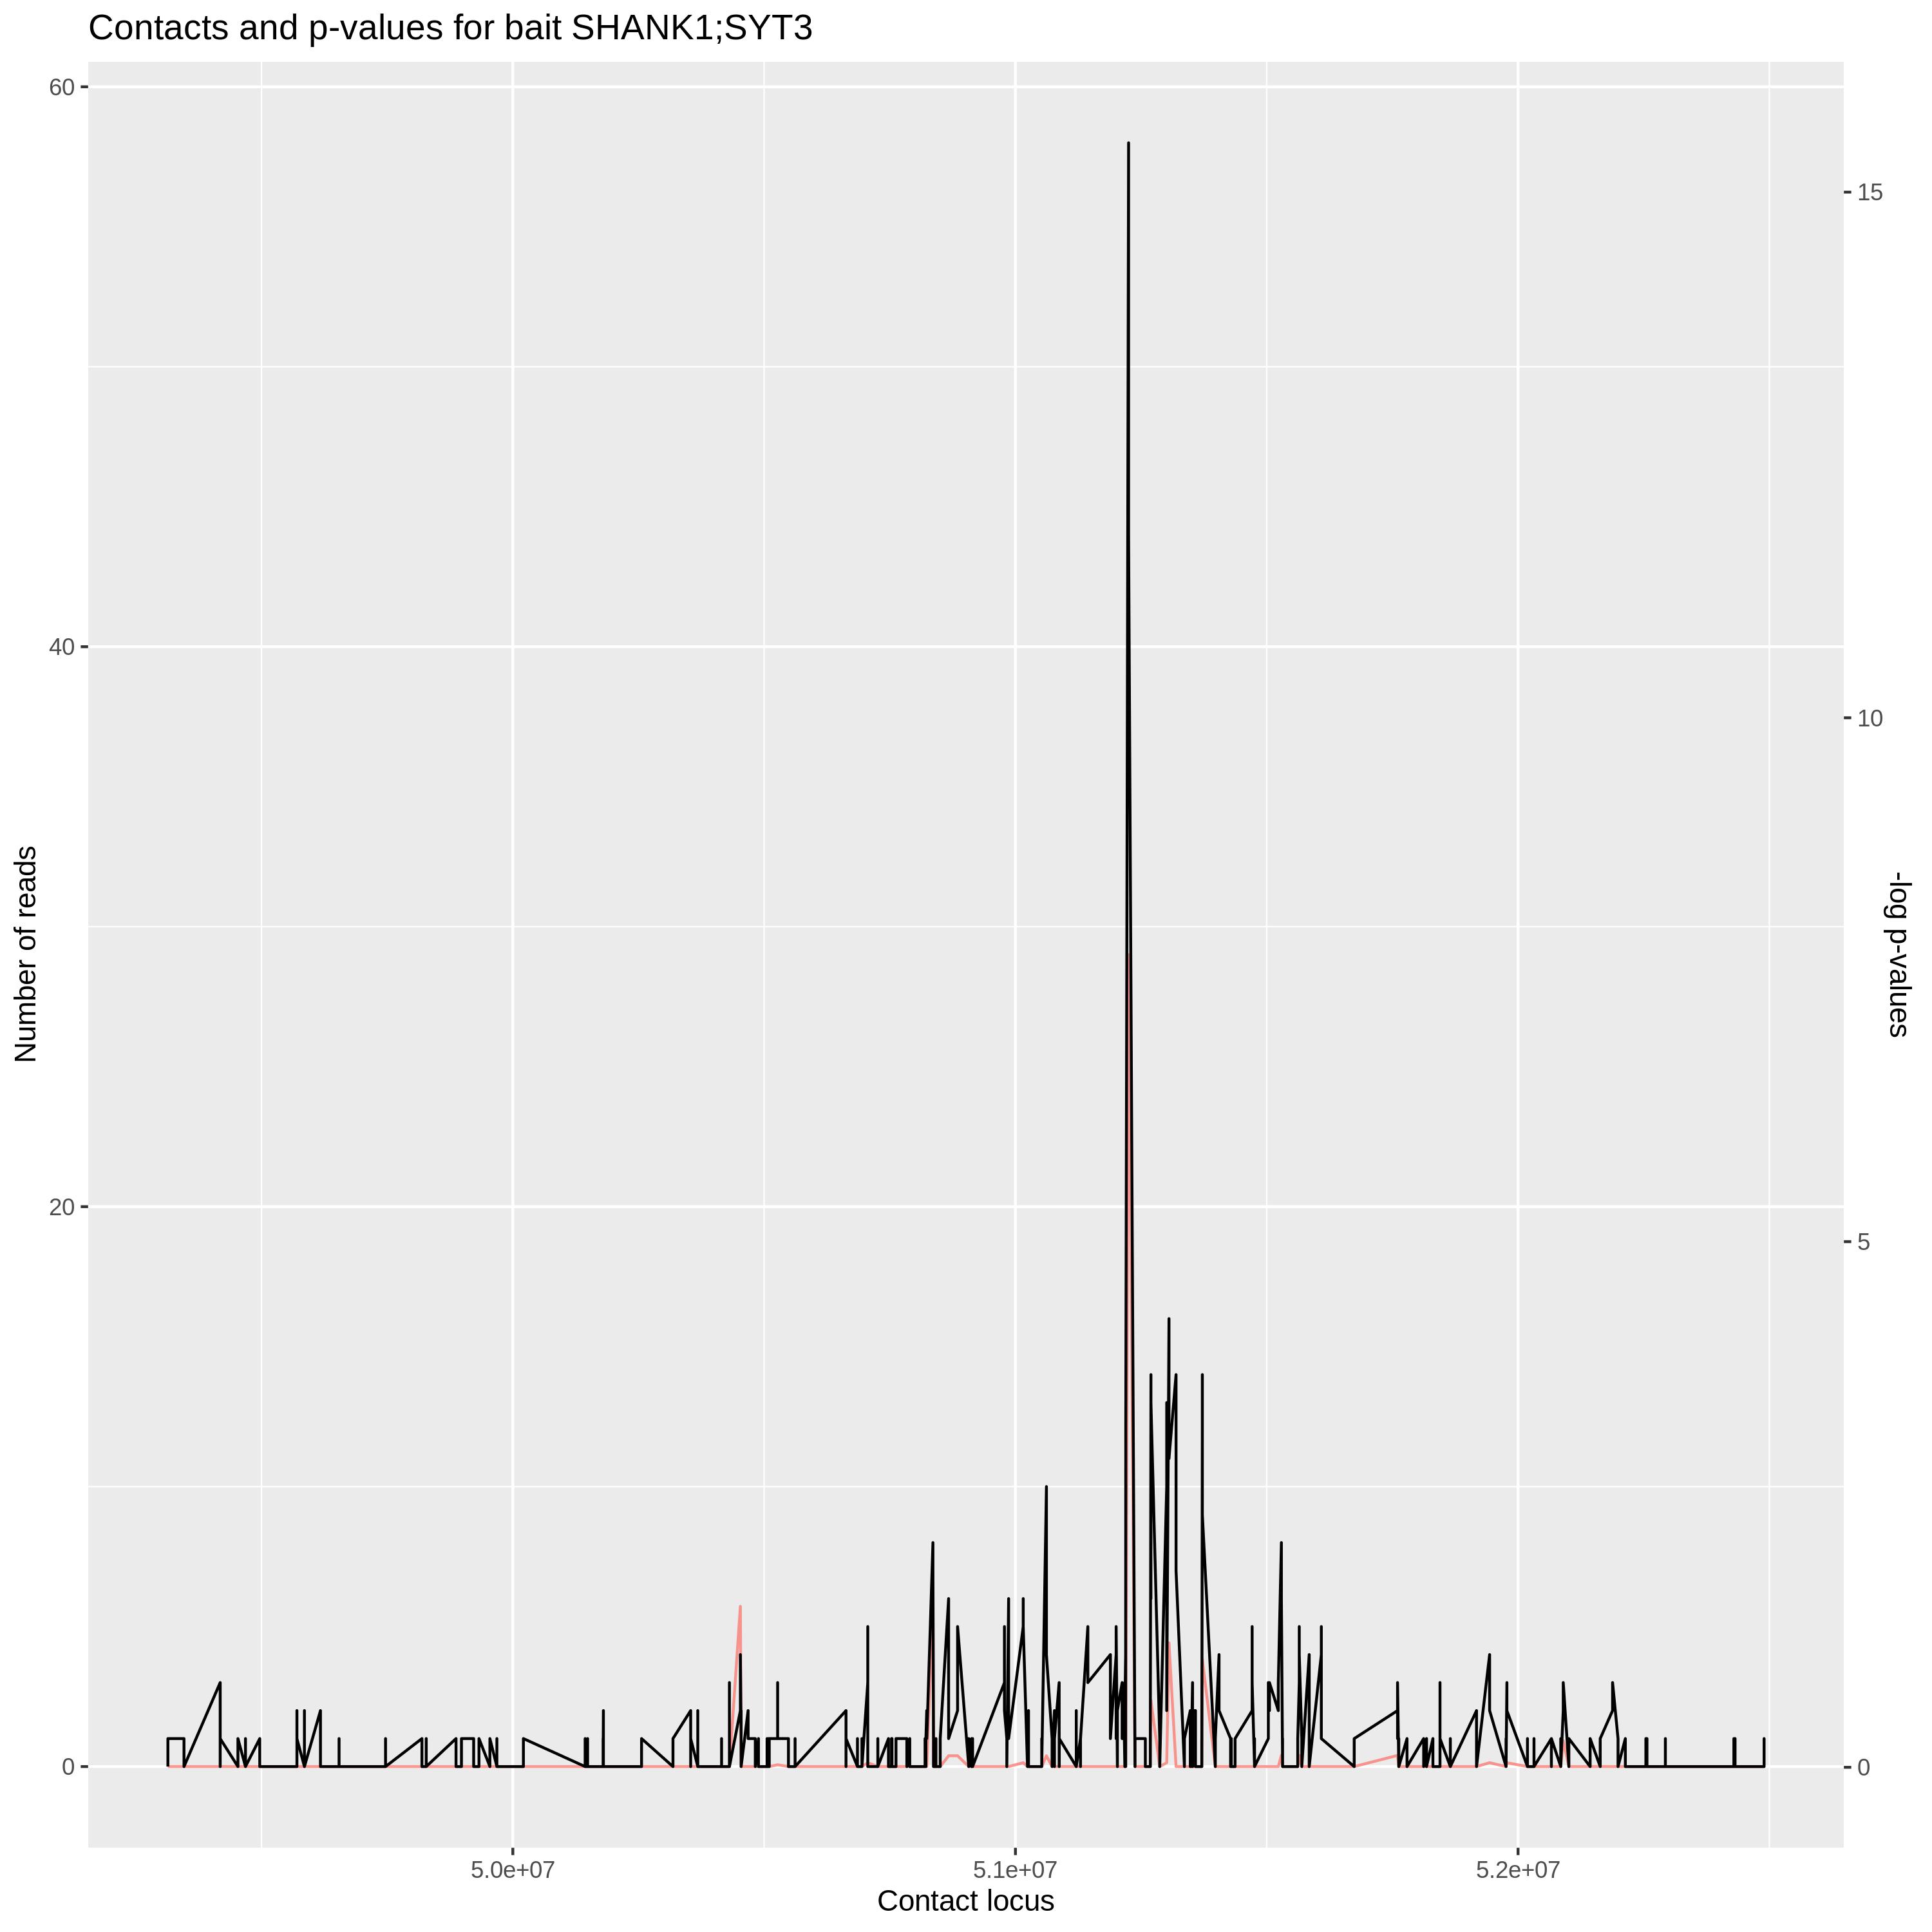 Contacts and p-values for bait SHANK1;SYT3
60
40
20
0
Number of reads
15
10
5
0
-log p-values
5.0e+07
5.1e+07
5.2e+07
Contact locus